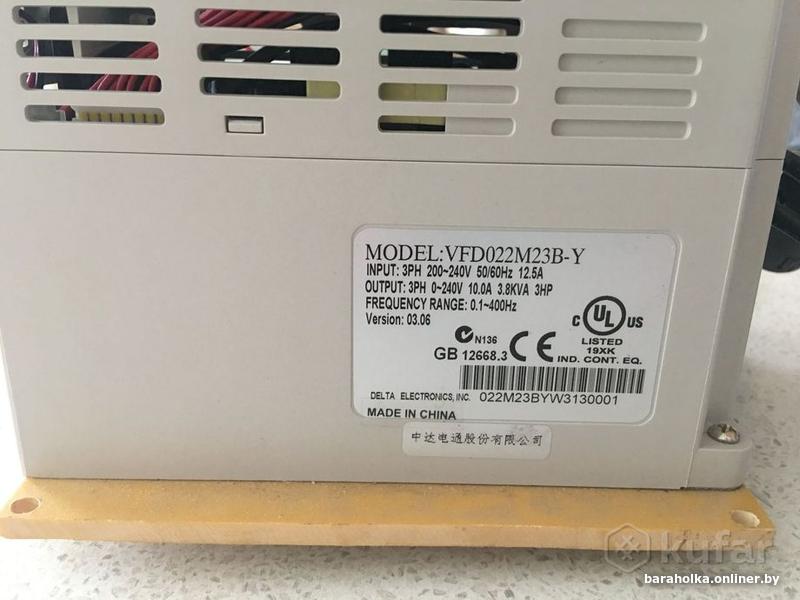 MODEL:VFD022M23B-Y
INPUT: 3PH 200~240V 50/60Hz 12.5A
OUTPUT: 3PH 0~240V 10.0A 3.8KVA 3HP
FREQUENCY RANGE: 0.1~400Hz
Version: 03.06
N136
GB 12668.3
CE
c UL US
LISTED
19XK
IND. CONT. EQ.
DELTA ELECTRONICS, INC. 022M23BYW3130001
MADE IN CHINA
中达电通股份有限公司
kufar
baraholka.onliner.by